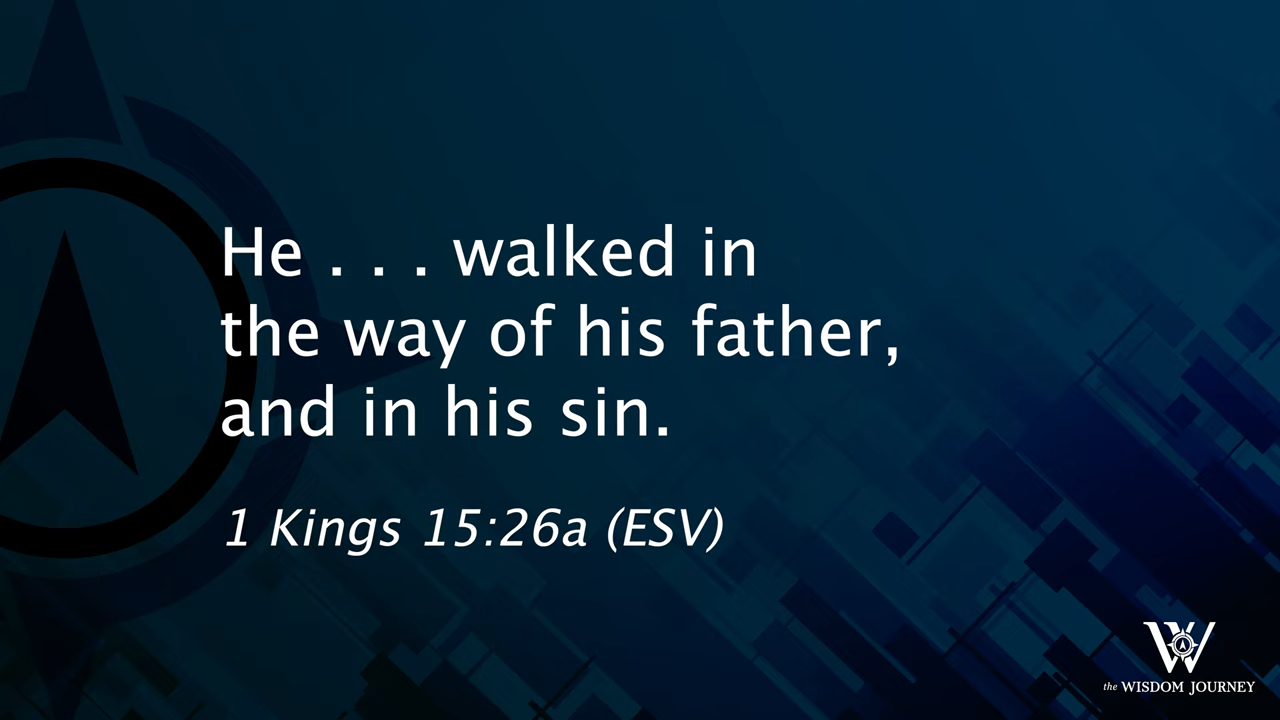 He . . . walked in
the way of his father,
and in his sin.
1 Kings 15:26a (ESV)
W
the WISDOM JOURNEY